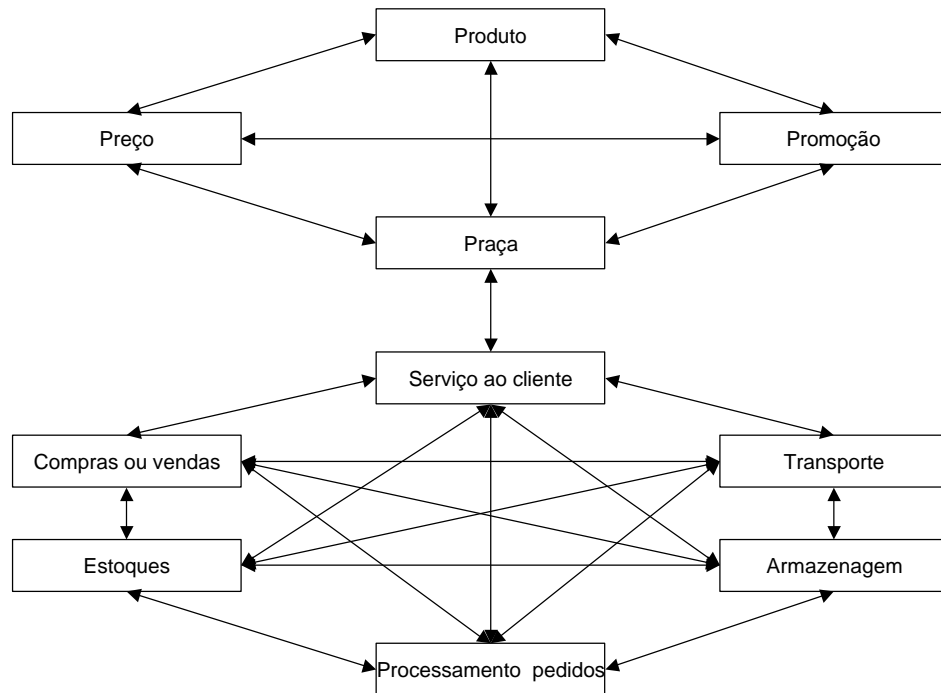 Produto
Preço
Promoção
Praça
Serviço ao cliente
Compras ou vendas
Transporte
Estoques
Armazenagem
Processamento pedidos